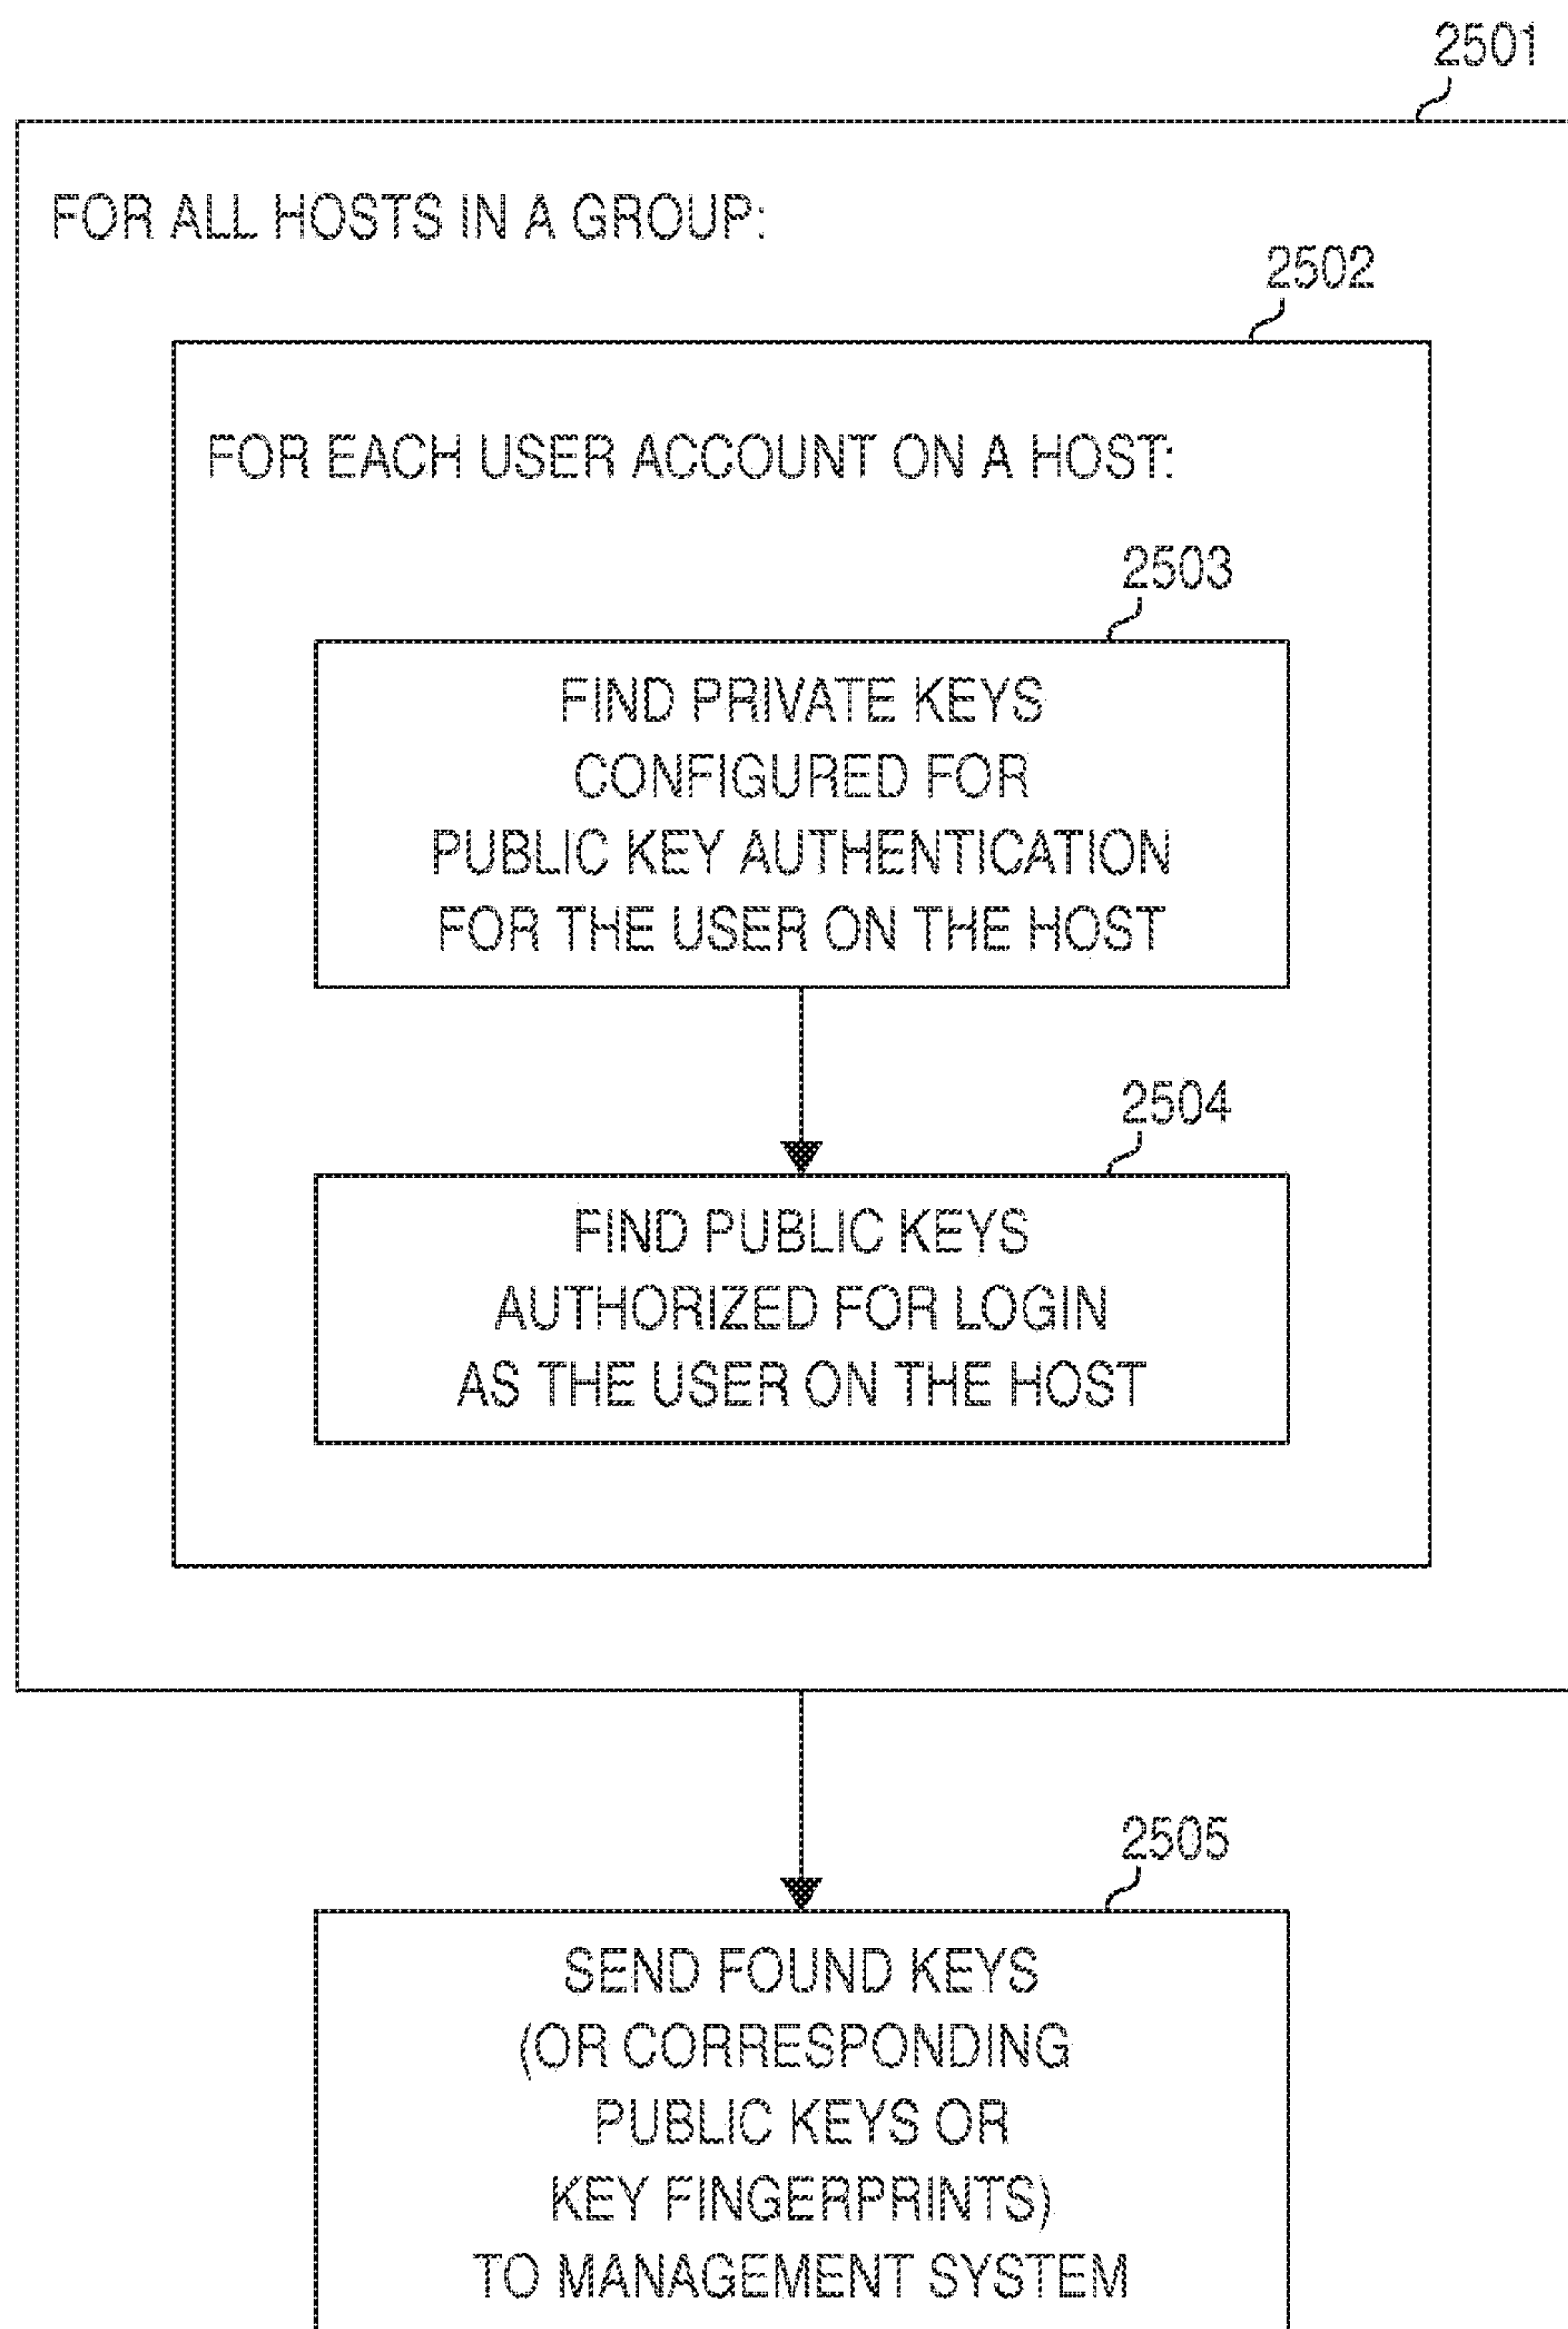 2501
FOR ALL HOSTS IN A GROUP:
2502
FOR EACH USER ACCOUNT ON A HOST:
2503
FIND PRIVATE KEYS
CONFIGURED FOR
PUBLIC KEY AUTHENTICATION
FOR THE USER ON THE HOST
2504
FIND PUBLIC KEYS
AUTHORIZED FOR LOGIN
AS THE USER ON THE HOST
2505
SEND FOUND KEYS
(OR CORRESPONDING
PUBLIC KEYS OR
KEY FINGERPRINTS)
TO MANAGEMENT SYSTEM